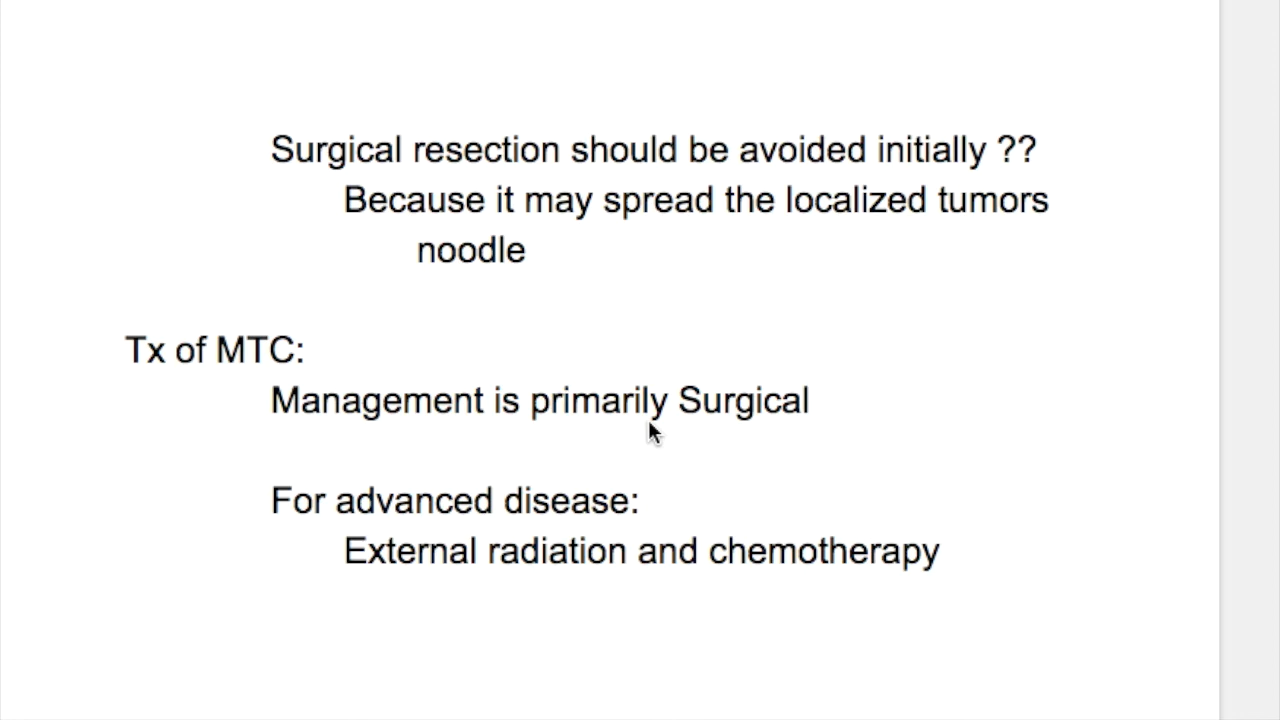 Surgical resection should be avoided initially ??
Because it may spread the localized tumors
noodle
Tx of MTC:
Management is primarily Surgical
For advanced disease:
External radiation and chemotherapy